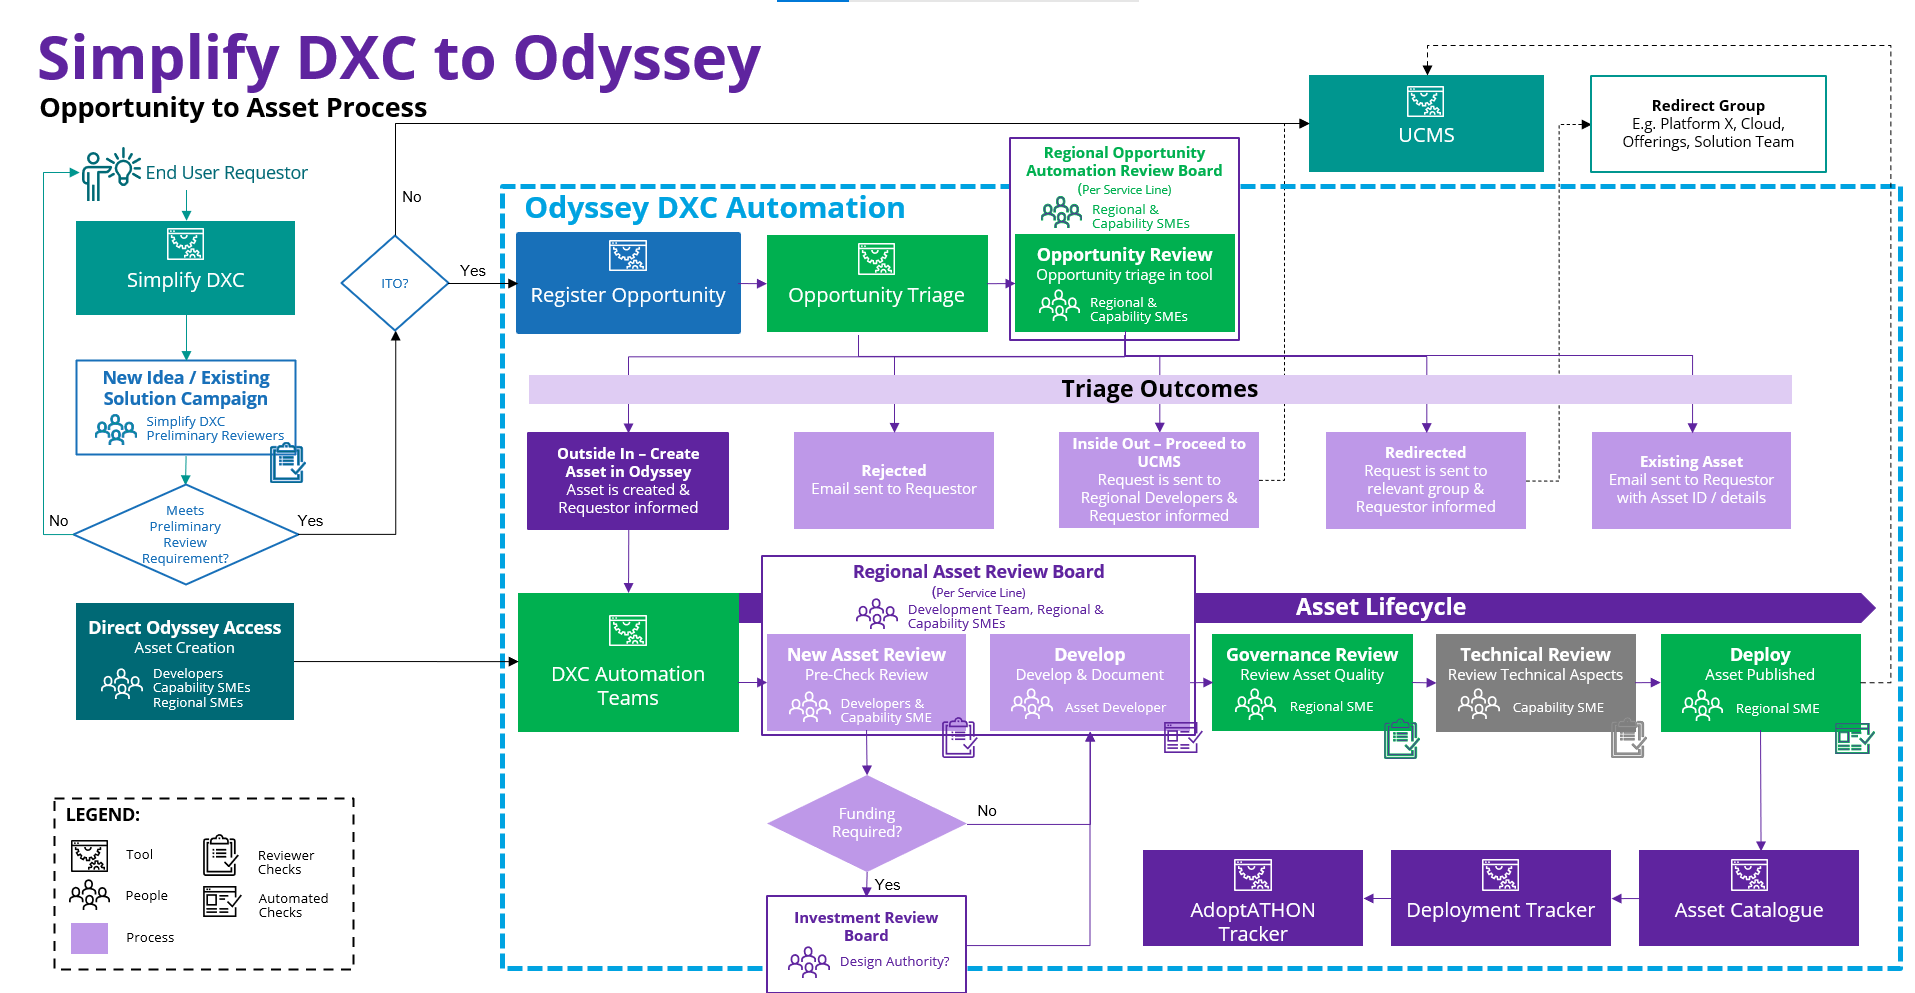 Simplify DXC to Odyssey
Opportunity to Asset Process
End User Requestor
Simplify DXC
New Idea / Existing
Solution Campaign
Simplify DXC
Preliminary Reviewers
Meets
Preliminary
Review
Requirement?
No
Yes
ITO?
No
Yes
Direct Odyssey Access
Asset Creation
Developers
Capability SMEs
Regional SMEs
LEGEND:
Tool
People
Process
Reviewer
Checks
Automated
Checks
UCMS
Redirect Group
E.g. Platform X, Cloud,
Offerings, Solution Team
Odyssey DXC Automation
Register Opportunity
Opportunity Triage
Regional Opportunity
Automation Review Board
(Per Service Line)
Regional &
Capability SMEs
Opportunity Review
Opportunity triage in tool
Regional &
Capability SMEs
Triage Outcomes
Outside In – Create
Asset in Odyssey
Asset is created &
Requestor informed
Rejected
Email sent to Requestor
Inside Out – Proceed to
UCMS
Request is sent to
Regional Developers &
Requestor informed
Redirected
Request is sent to
relevant group &
Requestor informed
Existing Asset
Email sent to Requestor
with Asset ID / details
DXC Automation
Teams
Regional Asset Review Board
(Per Service Line)
Development Team, Regional &
Capability SMEs
Asset Lifecycle
New Asset Review
Pre-Check Review
Developers &
Capability SME
Develop
Develop & Document
Asset Developer
Governance Review
Review Asset Quality
Regional SME
Technical Review
Review Technical Aspects
Capability SME
Deploy
Asset Published
Regional SME
Funding
Required?
No
Yes
Investment Review
Board
Design Authority?
AdoptATHON
Tracker
Deployment Tracker
Asset Catalogue